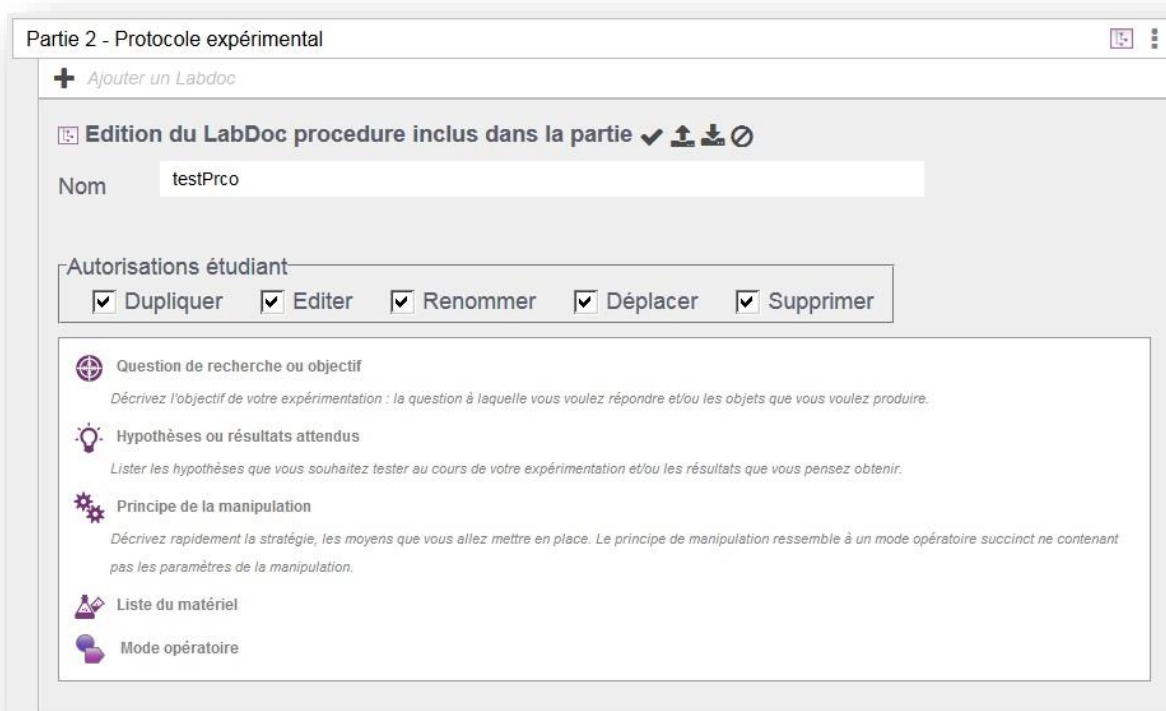 Partie 2 - Protocole expérimental
Ajouter un Labdoc
Edition du LabDoc procedure inclus dans la partie
Nom testPrco
Autorisations étudiant
Dupliquer Editer Renommer Déplacer Supprimer
Question de recherche ou objectif
Décrivez l'objectif de votre expérimentation : la question à laquelle vous voulez répondre et/ou les objets que vous voulez produire.
Hypothèses ou résultats attendus
Lister les hypothèses que vous souhaitez tester au cours de votre expérimentation et/ou les résultats que vous pensez obtenir.
Principe de la manipulation
Décrivez rapidement la stratégie, les moyens que vous allez mettre en place. Le principe de manipulation ressemble à un mode opératoire succinct ne contenant
pas les paramètres de la manipulation.
Liste du matériel
Mode opératoire